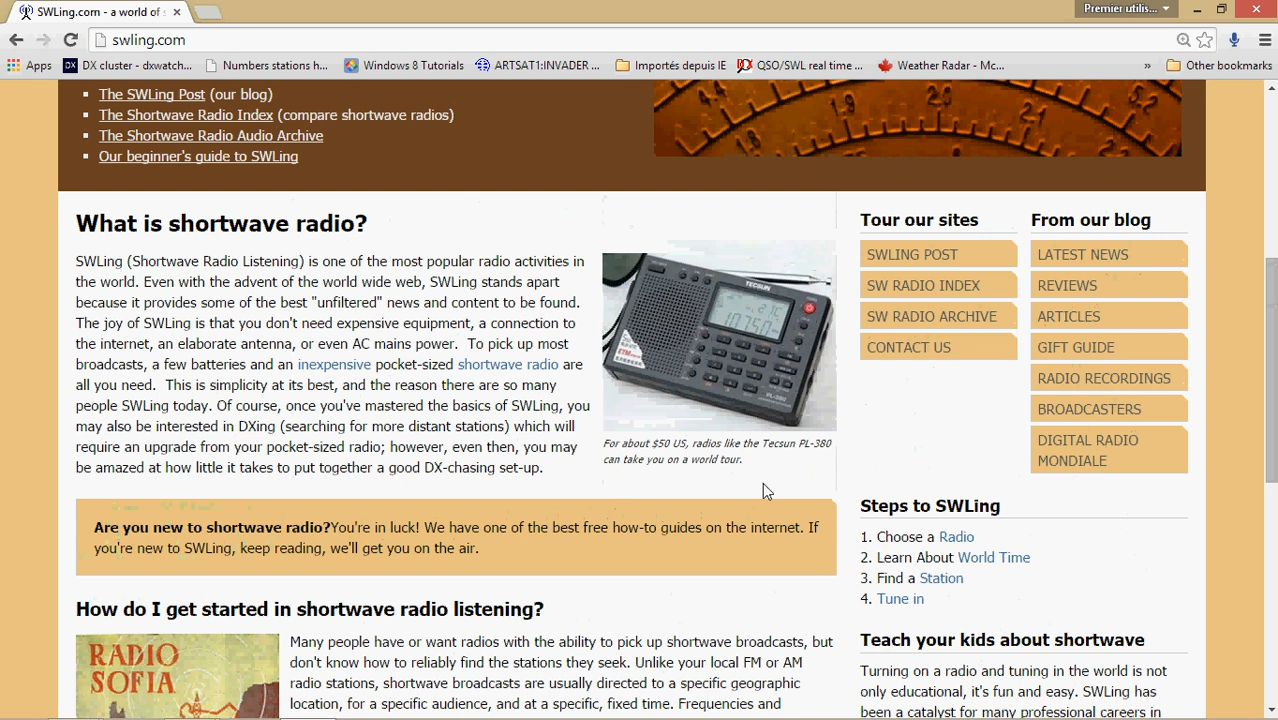 SWLing.com - a world of s
Premier utilis...
swling.com
Apps
DX cluster - dxwatch...
Numbers stations h...
Windows 8 Tutorials
ARTSAT1:INVADER ...
Importés depuis IE
QSO/SWL real time ...
Weather Radar - Mc...
»
Other bookmarks
The SWLing Post (our blog)
The Shortwave Radio Index (compare shortwave radios)
The Shortwave Radio Audio Archive
Our beginner's guide to SWLing
What is shortwave radio?
SWLing (Shortwave Radio Listening) is one of the most popular radio activities in
the world. Even with the advent of the world wide web, SWLing stands apart
because it provides some of the best "unfiltered" news and content to be found.
The joy of SWLing is that you don't need expensive equipment, a connection to
the internet, an elaborate antenna, or even AC mains power.  To pick up most
broadcasts, a few batteries and an inexpensive pocket-sized shortwave radio are
all you need.  This is simplicity at its best, and the reason there are so many
people SWLing today. Of course, once you've mastered the basics of SWLing, you
may also be interested in DXing (searching for more distant stations) which will
require an upgrade from your pocket-sized radio; however, even then, you may
be amazed at how little it takes to put together a good DX-chasing set-up.
TECSUN
For about $50 US, radios like the Tecsun PL-380
can take you on a world tour.
Are you new to shortwave radio?You're in luck! We have one of the best free how-to guides on the internet. If
you're new to SWLing, keep reading, we'll get you on the air.
How do I get started in shortwave radio listening?
RADIO
SOFIA
Many people have or want radios with the ability to pick up shortwave broadcasts, but
don't know how to reliably find the stations they seek. Unlike your local FM or AM
radio stations, shortwave broadcasts are usually directed to a specific geographic
location, for a specific audience, and at a specific, fixed time. Frequencies and
Tour our sites
SWLING POST
SW RADIO INDEX
SW RADIO ARCHIVE
CONTACT US
From our blog
LATEST NEWS
REVIEWS
ARTICLES
GIFT GUIDE
RADIO RECORDINGS
BROADCASTERS
DIGITAL RADIO
MONDIALE
Steps to SWLing
1. Choose a Radio
2. Learn About World Time
3. Find a Station
4. Tune in
Teach your kids about shortwave
Turning on a radio and tuning in the world is not
only educational, it's fun and easy. SWLing has
been a catalyst for many professional careers in